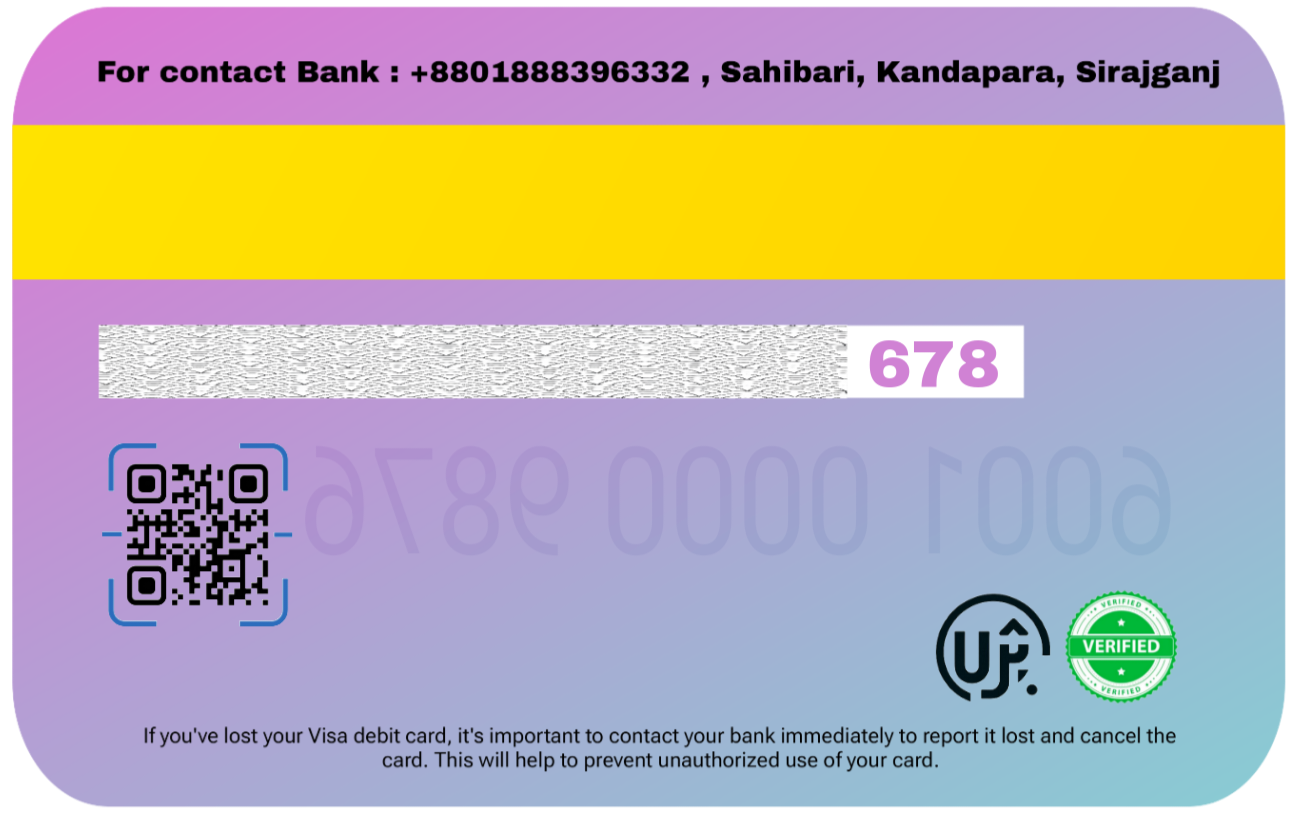 For contact Bank : +8801888396332 , Sahibari, Kandapara, Sirajganj
678
6001 0000 9876
VERIFIED
VERIFIED
VERIFIED
If you've lost your Visa debit card, it's important to contact your bank immediately to report it lost and cancel the
card. This will help to prevent unauthorized use of your card.